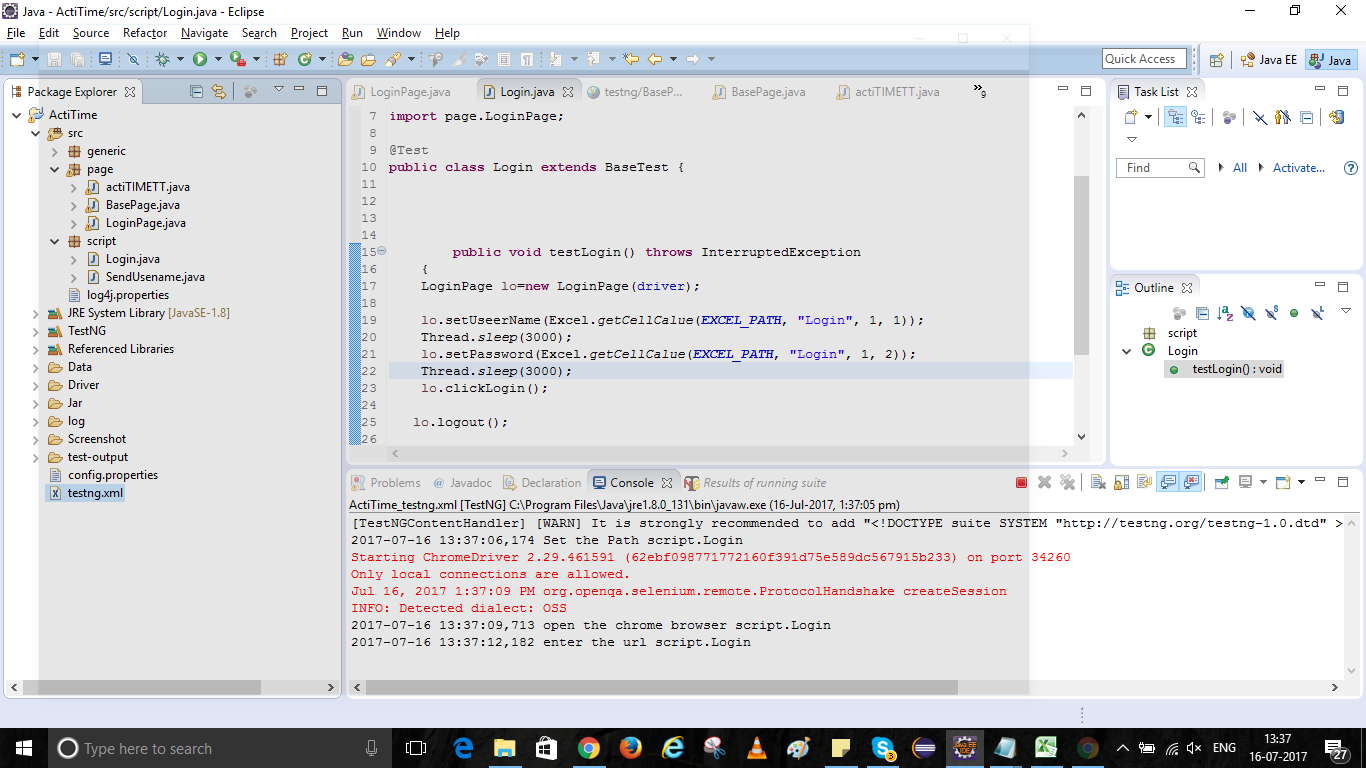 Java - ActiTime/src/script/Login.java - Eclipse
File Edit Source Refactor Navigate Search Project Run Window Help
Quick Access Java EE Java
Package Explorer
ActiTime
src
generic
page
actiTIMETT.java
BasePage.java
LoginPage.java
script
Login.java
SendUsename.java
log4j.properties
JRE System Library [JavaSE-1.8]
TestNG
Referenced Libraries
Data
Driver
Jar
log
Screenshot
test-output
config.properties
testng.xml
LoginPage.java Login.java testng/BaseP... BasePage.java actiTIMETT.java »9
7 import page.LoginPage;
8
9 @Test
10 public class Login extends BaseTest {
11
12
13
14
15 public void testLogin() throws InterruptedException
16 {
17 LoginPage lo=new LoginPage(driver);
18
19 lo.setUseerName(Excel.getCellCalue(EXCEL_PATH, "Login", 1, 1));
20 Thread.sleep(3000);
21 lo.setPassword(Excel.getCellCalue(EXCEL_PATH, "Login", 1, 2));
22 Thread.sleep(3000);
23 lo.clickLogin();
24
25 lo.logout();
26
Task List
Find All Activate...
Outline
script
Login
testLogin() : void
Problems @ Javadoc Declaration Console Results of running suite
ActiTime_testng.xml [TestNG] C:\Program Files\Java\jre1.8.0_131\bin\javaw.exe (16-Jul-2017, 1:37:05 pm)
[TestNGContentHandler] [WARN] It is strongly recommended to add "<!DOCTYPE suite SYSTEM "http://testng.org/testng-1.0.dtd" >
2017-07-16 13:37:06,174 Set the Path script.Login
Starting ChromeDriver 2.29.461591 (62ebf098771772160f391d75e589dc567915b233) on port 34260
Only local connections are allowed.
Jul 16, 2017 1:37:09 PM org.openqa.selenium.remote.ProtocolHandshake createSession
INFO: Detected dialect: OSS
2017-07-16 13:37:09,713 open the chrome browser script.Login
2017-07-16 13:37:12,182 enter the url script.Login
Type here to search
3
ENG
13:37
16-07-2017
27